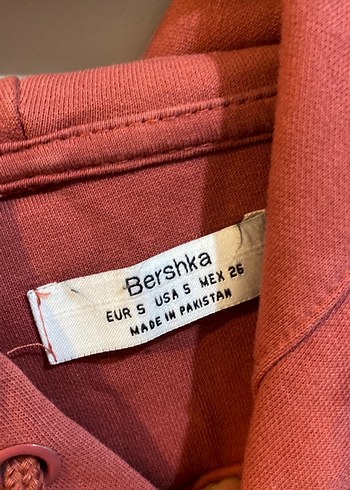 Bershka
EUR S USA S MEX 26
MADE IN PAKISTAN